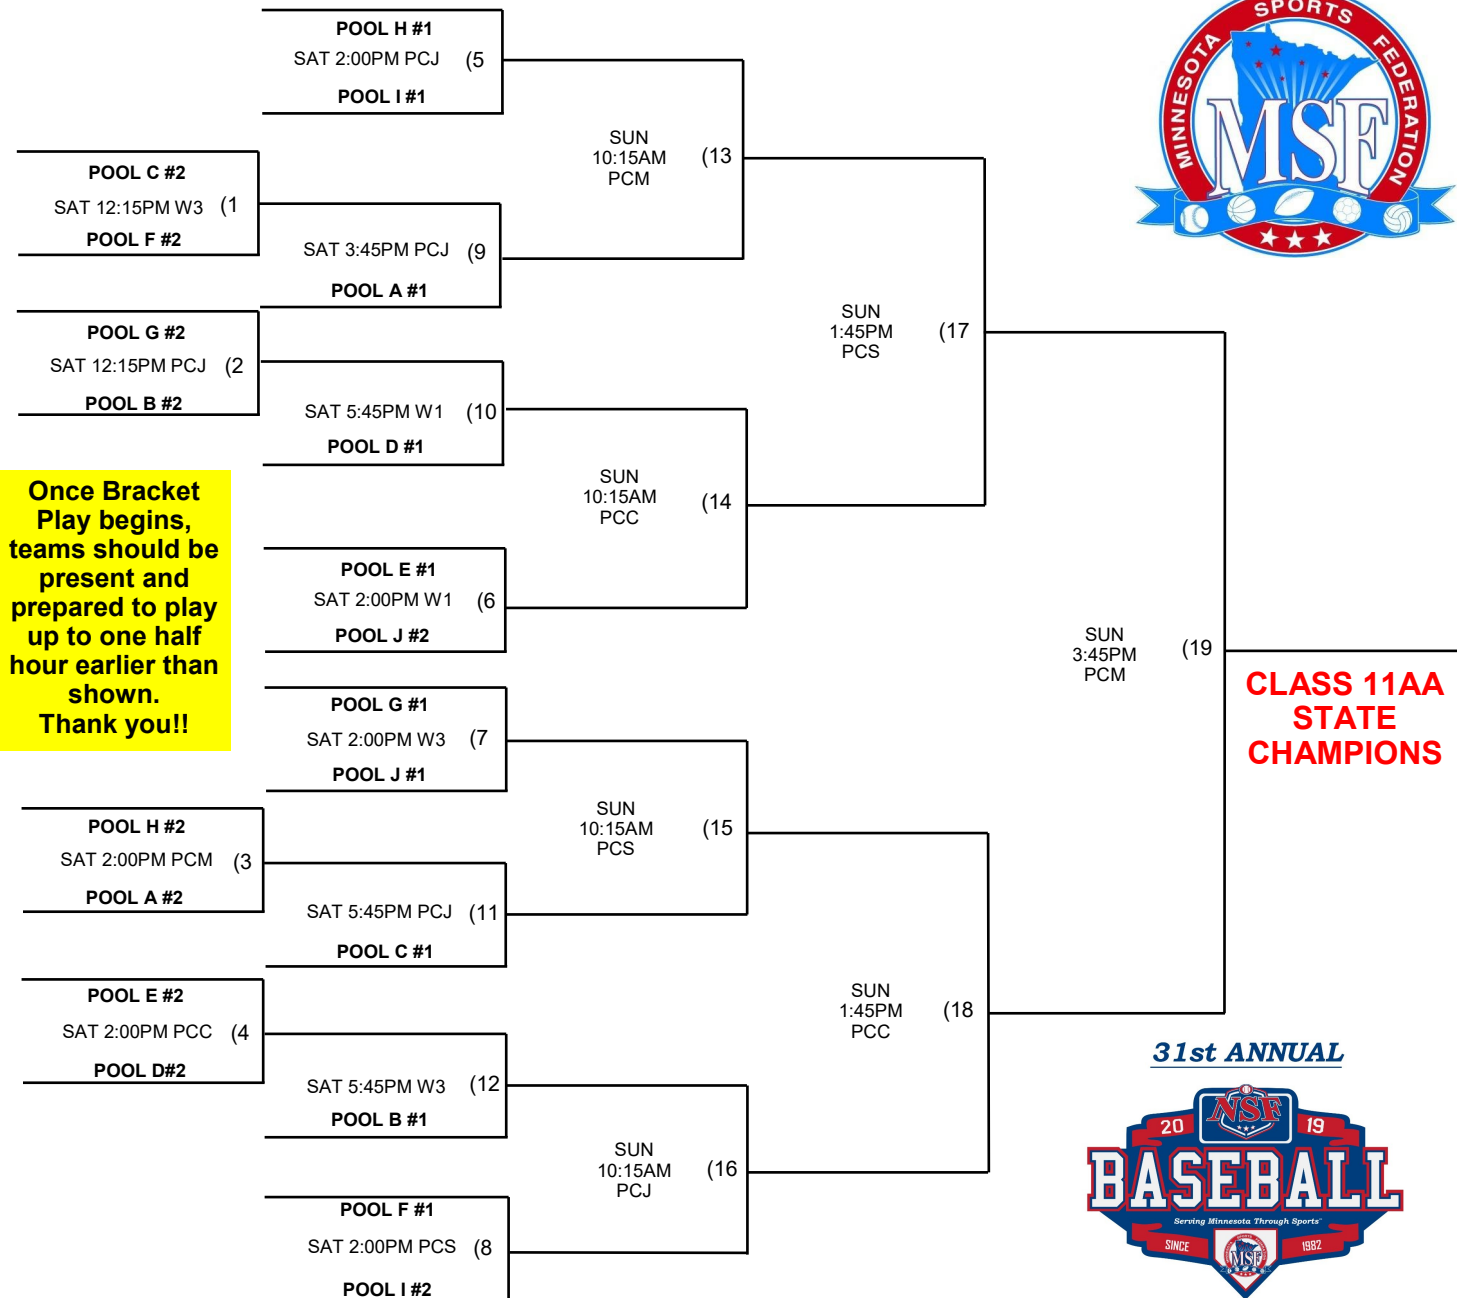 POOL H #1
SAT 2:00PM PCJ (5
POOL I #1
SUN
10:15AM (13
PCM
POOL C #2
SAT 12:15PM W3 (1
POOL F #2
SAT 3:45PM PCJ (9
POOL A #1
POOL G #2
SAT 12:15PM PCJ (2
POOL B #2
SUN
1:45PM (17
PCS
SAT 5:45PM W1 (10
POOL D #1
Once Bracket
Play begins,
teams should be
present and
prepared to play
up to one half
hour earlier than
shown.
Thank you!!
SUN
10:15AM (14
PCC
POOL E #1
SAT 2:00PM W1 (6
POOL J #2
SUN
3:45PM (19
PCM
CLASS 11AA
STATE
CHAMPIONS
POOL G #1
SAT 2:00PM W3 (7
POOL J #1
POOL H #2
SAT 2:00PM PCM (3
POOL A #2
SUN
10:15AM (15
PCS
SAT 5:45PM PCJ (11
POOL C #1
POOL E #2
SAT 2:00PM PCC (4
POOL D#2
SUN
1:45PM (18
PCC
SAT 5:45PM W3 (12
POOL B #1
SUN
10:15AM (16
PCJ
POOL F #1
SAT 2:00PM PCS (8
POOL I #2
MINNESOTA SPORTS FEDERATION
MSF
31st ANNUAL
NSF
20 19
BASEBALL
Serving Minnesota Through Sports
SINCE 1982
MSF